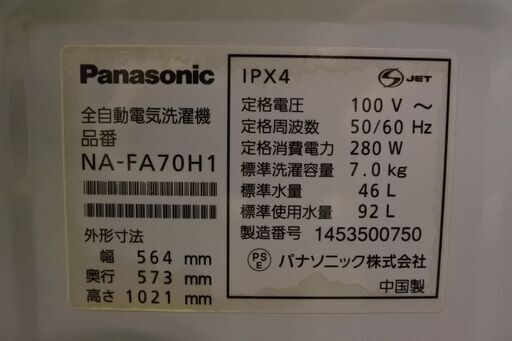 Panasonic
全自動電気洗濯機
品番
NA-FA70H1
外形寸法
幅 564 mm
奥行 573 mm
高さ 1021 mm
IPX4
S JET
定格電圧 100 V ～
定格周波数 50/60 Hz
定格消費電力 280 W
標準洗濯容量 7.0 kg
標準水量 46 L
標準使用水量 92 L
製造番号 1453500750
PS E パナソニック株式会社
中国製